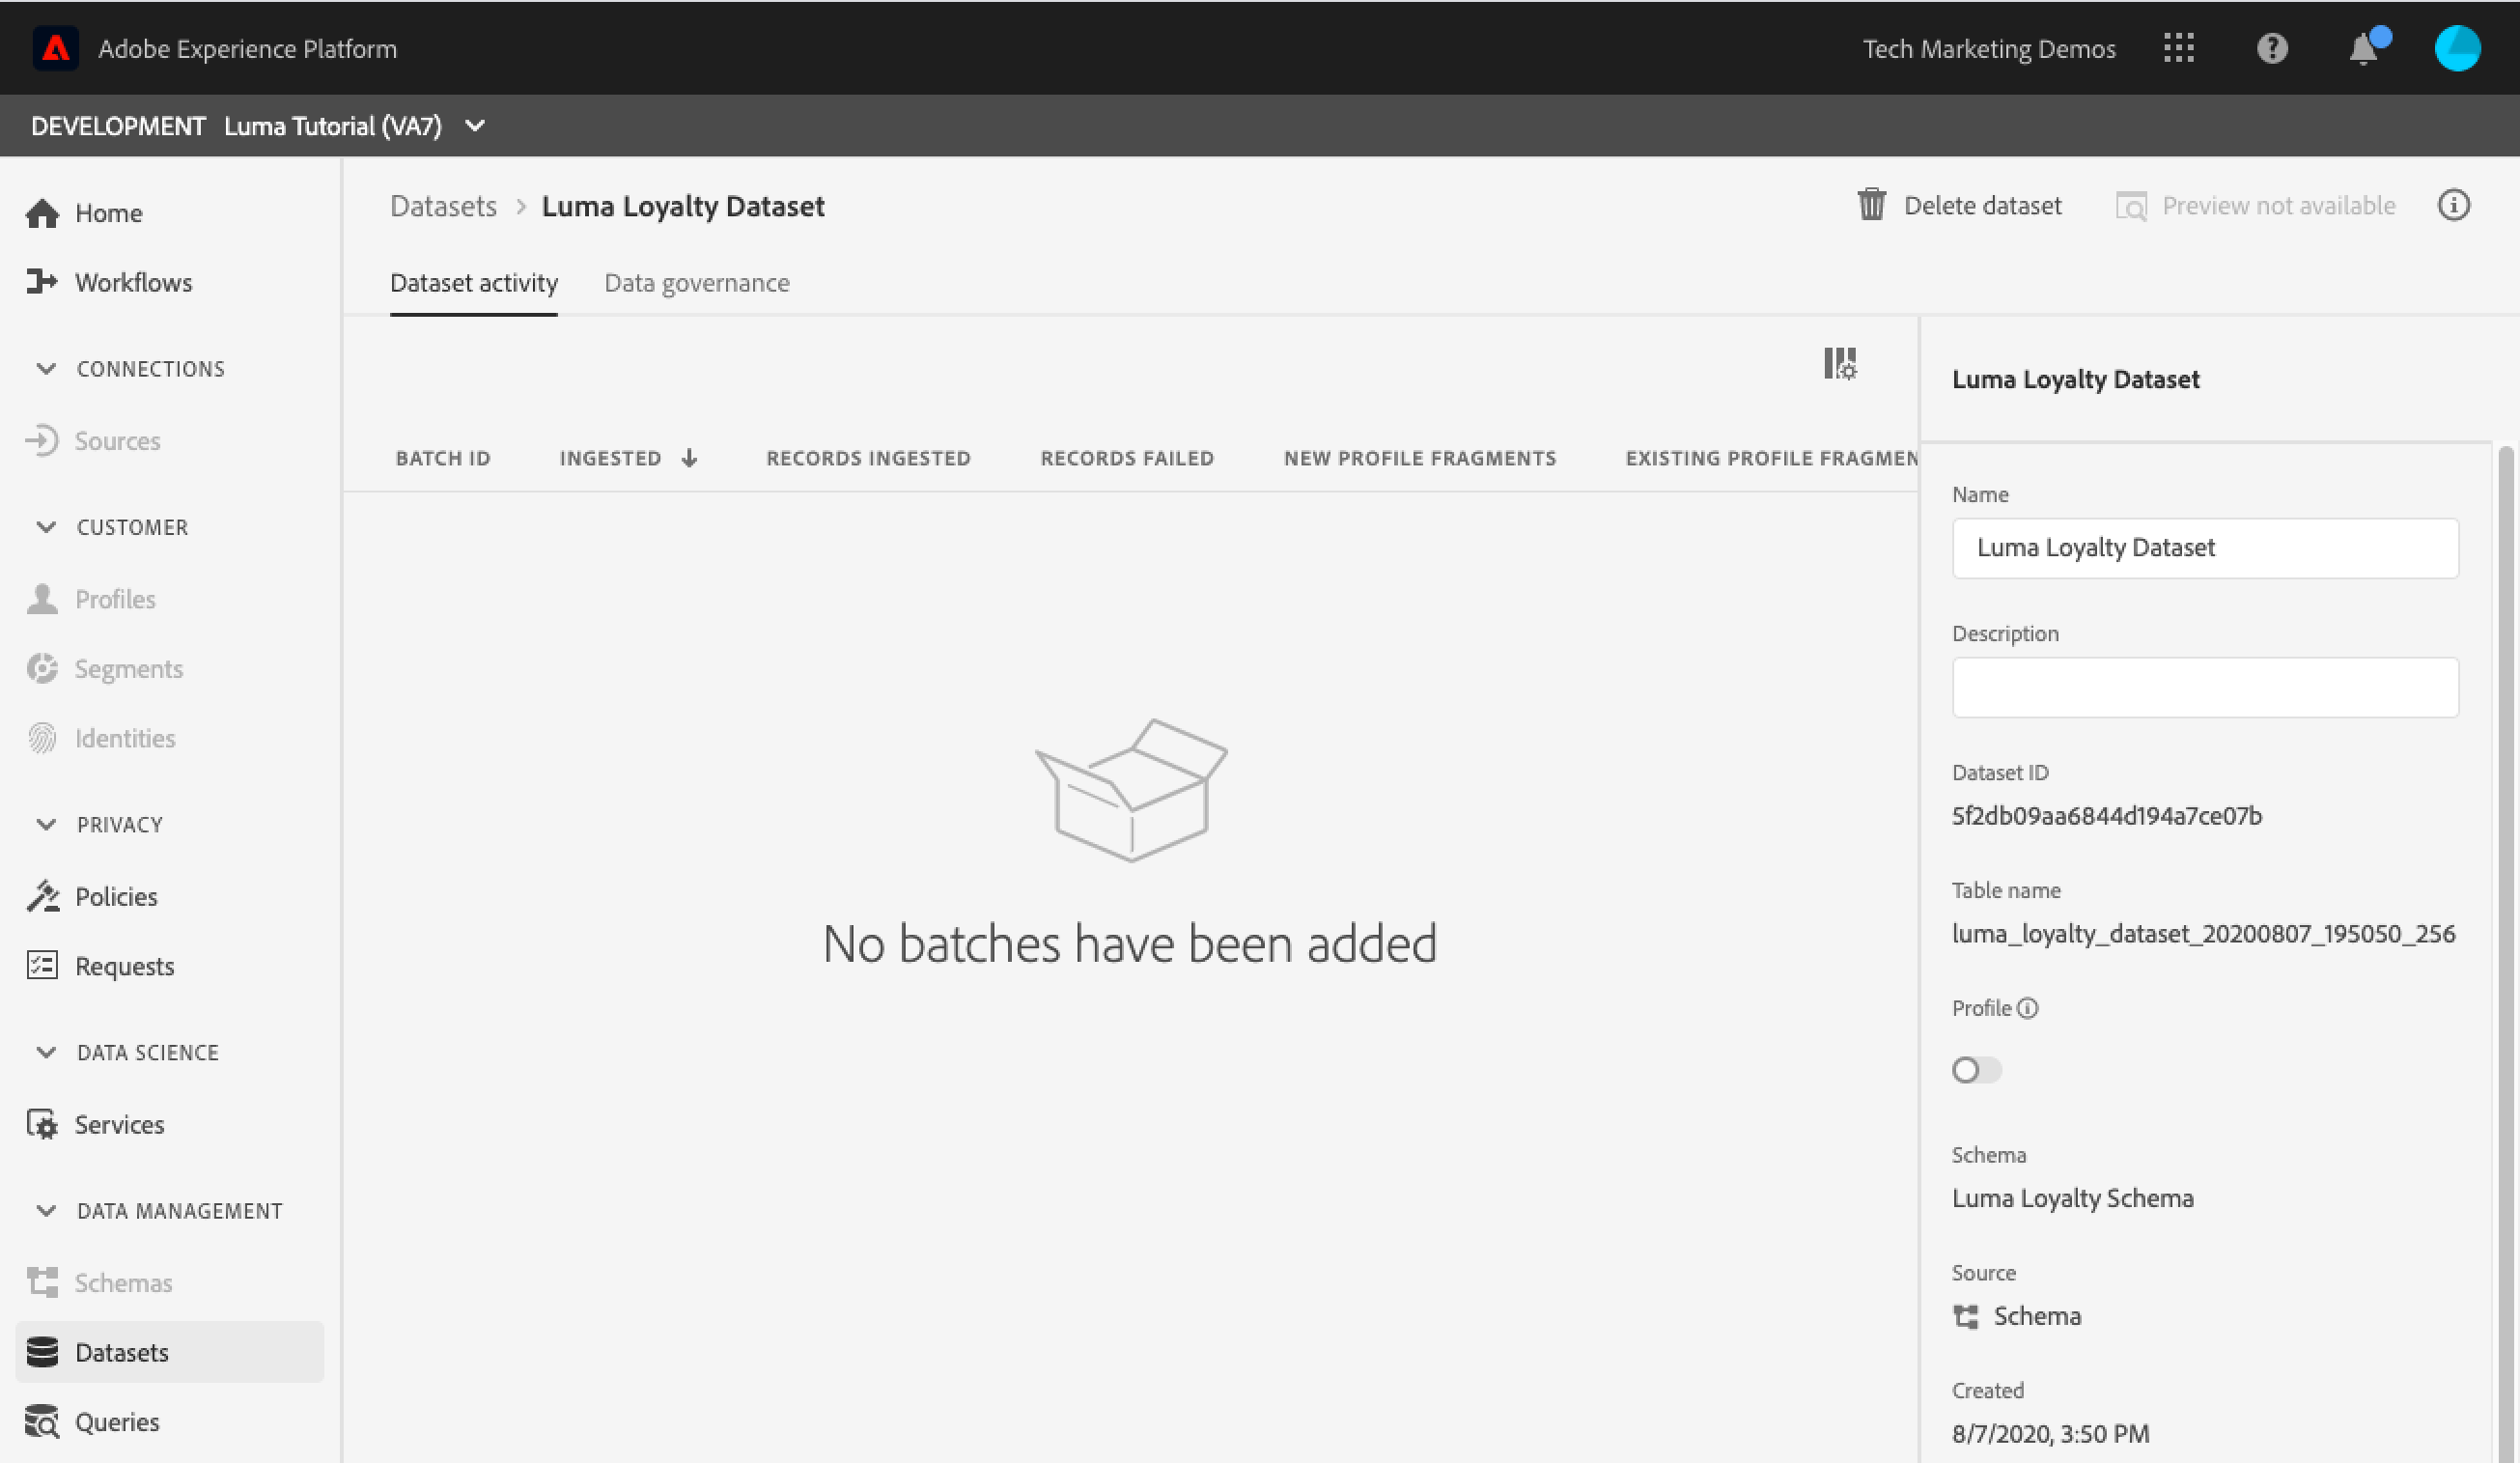 Adobe Experience Platform
Tech Marketing Demos
DEVELOPMENT Luma Tutorial (VA7)
Home
Workflows
CONNECTIONS
Sources
CUSTOMER
Profiles
Segments
Identities
PRIVACY
Policies
Requests
DATA SCIENCE
Services
DATA MANAGEMENT
Schemas
Datasets
Queries
Datasets > Luma Loyalty Dataset
Delete dataset
Preview not available
Dataset activity
Data governance
BATCH ID INGESTED RECORDS INGESTED RECORDS FAILED NEW PROFILE FRAGMENTS EXISTING PROFILE FRAGMEN
No batches have been added
Luma Loyalty Dataset
Name
Luma Loyalty Dataset
Description
Dataset ID
5f2db09aa6844d194a7ce07b
Table name
luma_loyalty_dataset_20200807_195050_256
Profile
Schema
Luma Loyalty Schema
Source
Schema
Created
8/7/2020, 3:50 PM